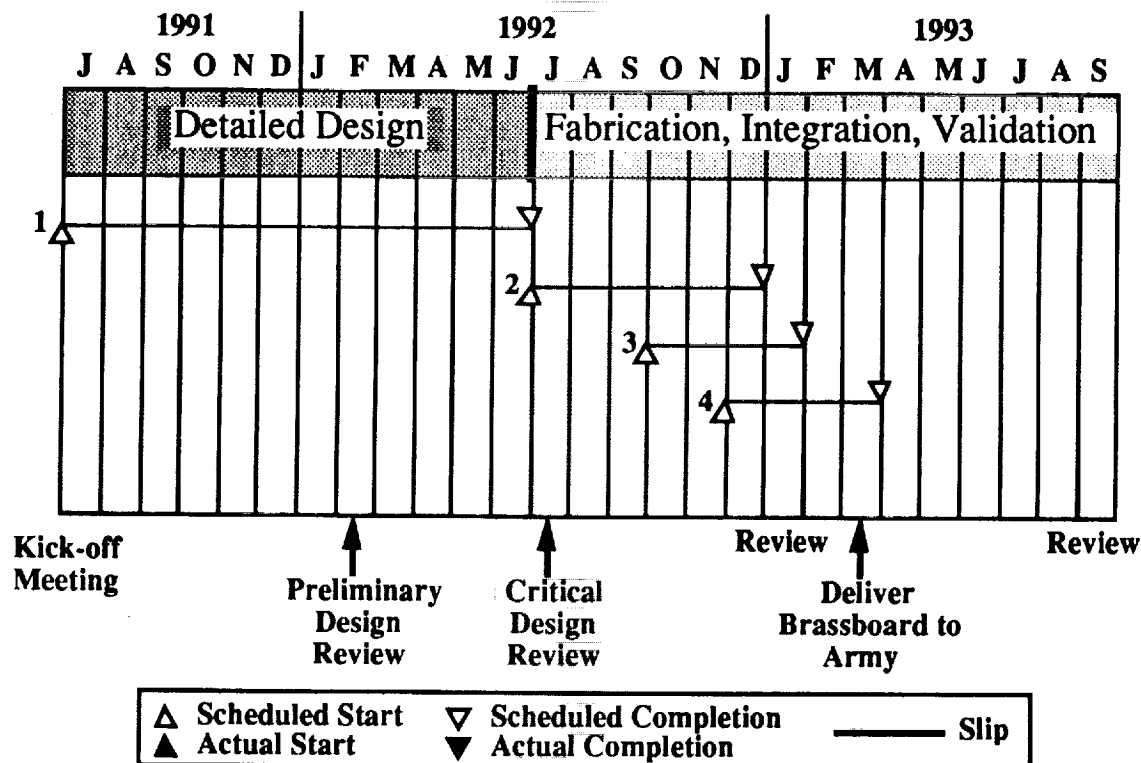 1991 1992 1993
J A S O N D J F M A M J J A S O N D J F M A M J J A S
Detailed Design Fabrication, Integration, Validation
1
2
3
4
Kick-off Meeting
Preliminary Design Review
Critical Design Review
Review
Deliver Brassboard to Army
Review
Scheduled Start Scheduled Completion Slip
Actual Start Actual Completion